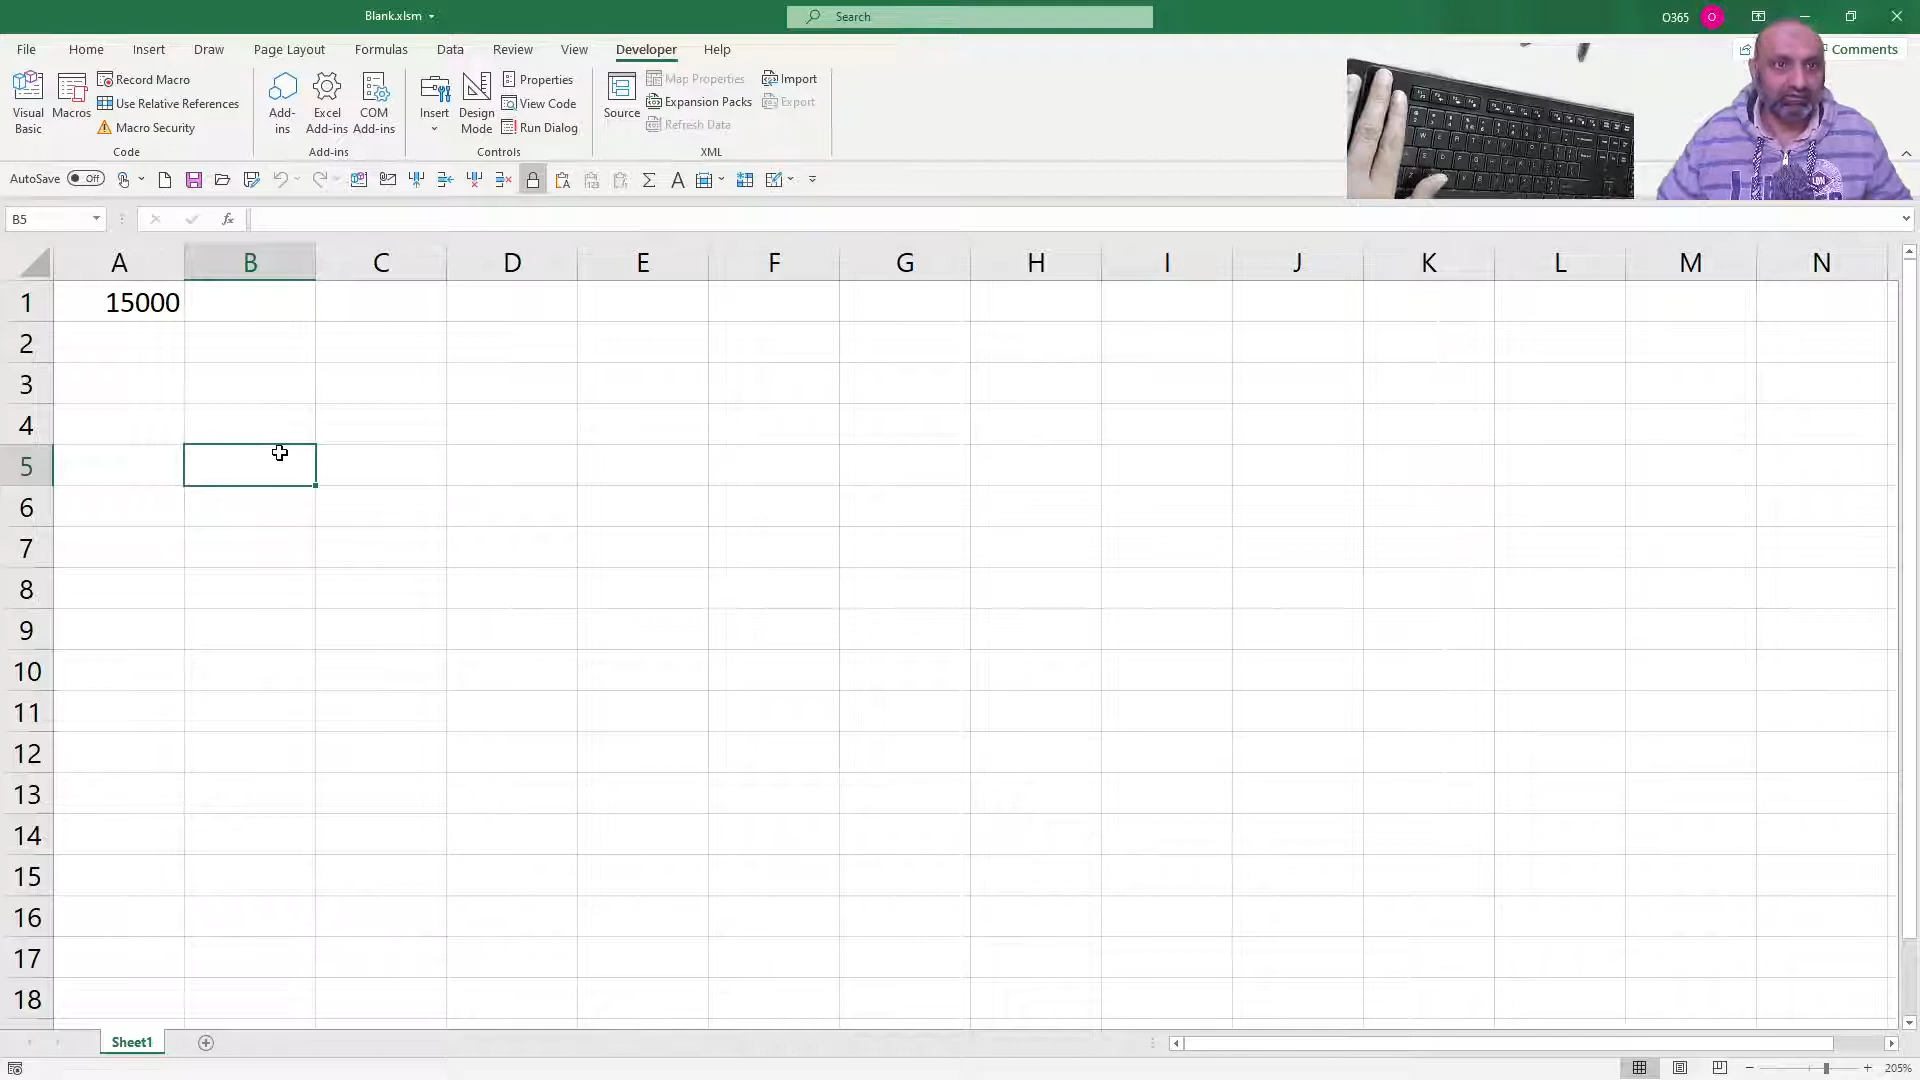 Blank.xlsm
Search
O365 O
File Home Insert Draw Page Layout Formulas Data Review View Developer Help
Comments
Visual Basic
Macros
Record Macro
Use Relative References
Macro Security
Code
Add-ins
Excel Add-ins
COM Add-ins
Add-ins
Insert
Design Mode
Properties
View Code
Run Dialog
Controls
Source
Map Properties
Expansion Packs
Refresh Data
Import
Export
XML
AutoSave Off
B5
fx
A B C D E F G H I J K L M N
1 15000
2
3
4
5
6
7
8
9
10
11
12
13
14
15
16
17
18
Sheet1
205%